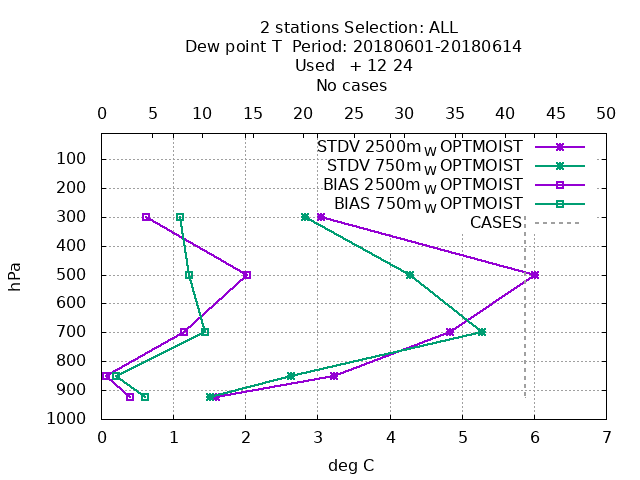 2 stations Selection: ALL
Dew point T  Period: 20180601-20180614
Used   + 12 24
No cases
0 5 10 15 20 25 30 35 40 45 50
STDV 2500m_W OPTMOIST
STDV 750m_W OPTMOIST
BIAS 2500m_W OPTMOIST
BIAS 750m_W OPTMOIST
CASES
hPa
100
200
300
400
500
600
700
800
900
1000
0 1 2 3 4 5 6 7
deg C